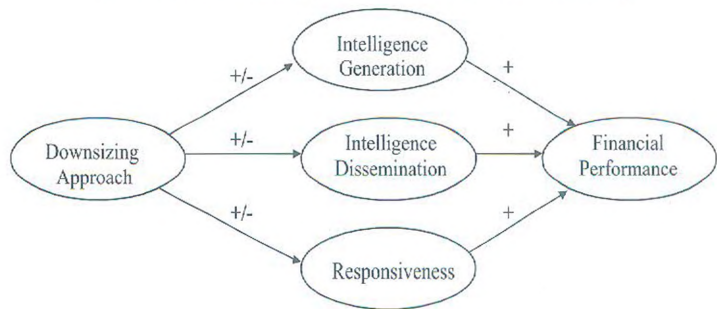 Intelligence
Generation
+/-
+
Downsizing
Approach
+/-
Intelligence
Dissemination
+
Financial
Performance
+/-
+
Responsiveness